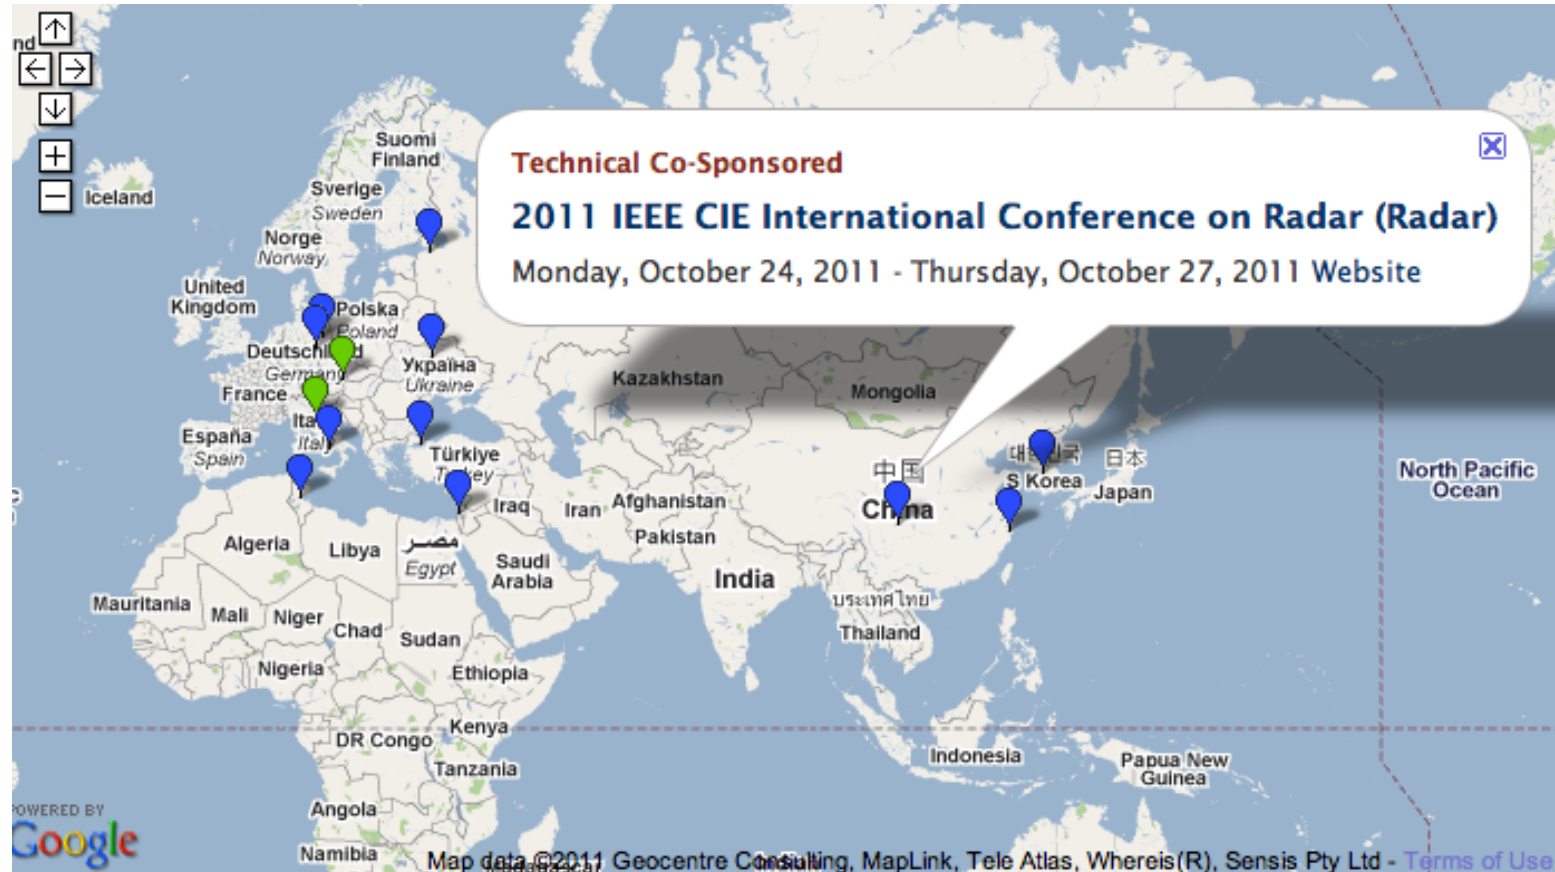 nd
Suomi
Finland
Iceland
Sverige
Sweden
Norge
Norway
United
Kingdom
Technical Co-Sponsored
2011 IEEE CIE International Conference on Radar (Radar)
Monday, October 24, 2011 - Thursday, October 27, 2011 Website
Polska
Poland
Germany
France
Україна
Ukraine
Kazakhstan
Mongolia
Italy
España
Spain
Türkiye
中国
China
S Korea
日本
Japan
North Pacific
Ocean
Iraq
Iran
Afghanistan
Pakistan
Algeria
Libya
مصر
Egypt
Saudi
Arabia
India
ประเทศไทย
Thailand
Mauritania
Mali
Niger
Chad
Sudan
Nigeria
Ethiopia
Kenya
DR Congo
Tanzania
Indonesia
Papua New
Guinea
Angola
Namibia
POWERED BY
Google
Map data ©2011 Geocentre Consulting, MapLink, Tele Atlas, Whereis(R), Sensis Pty Ltd - Terms of Use